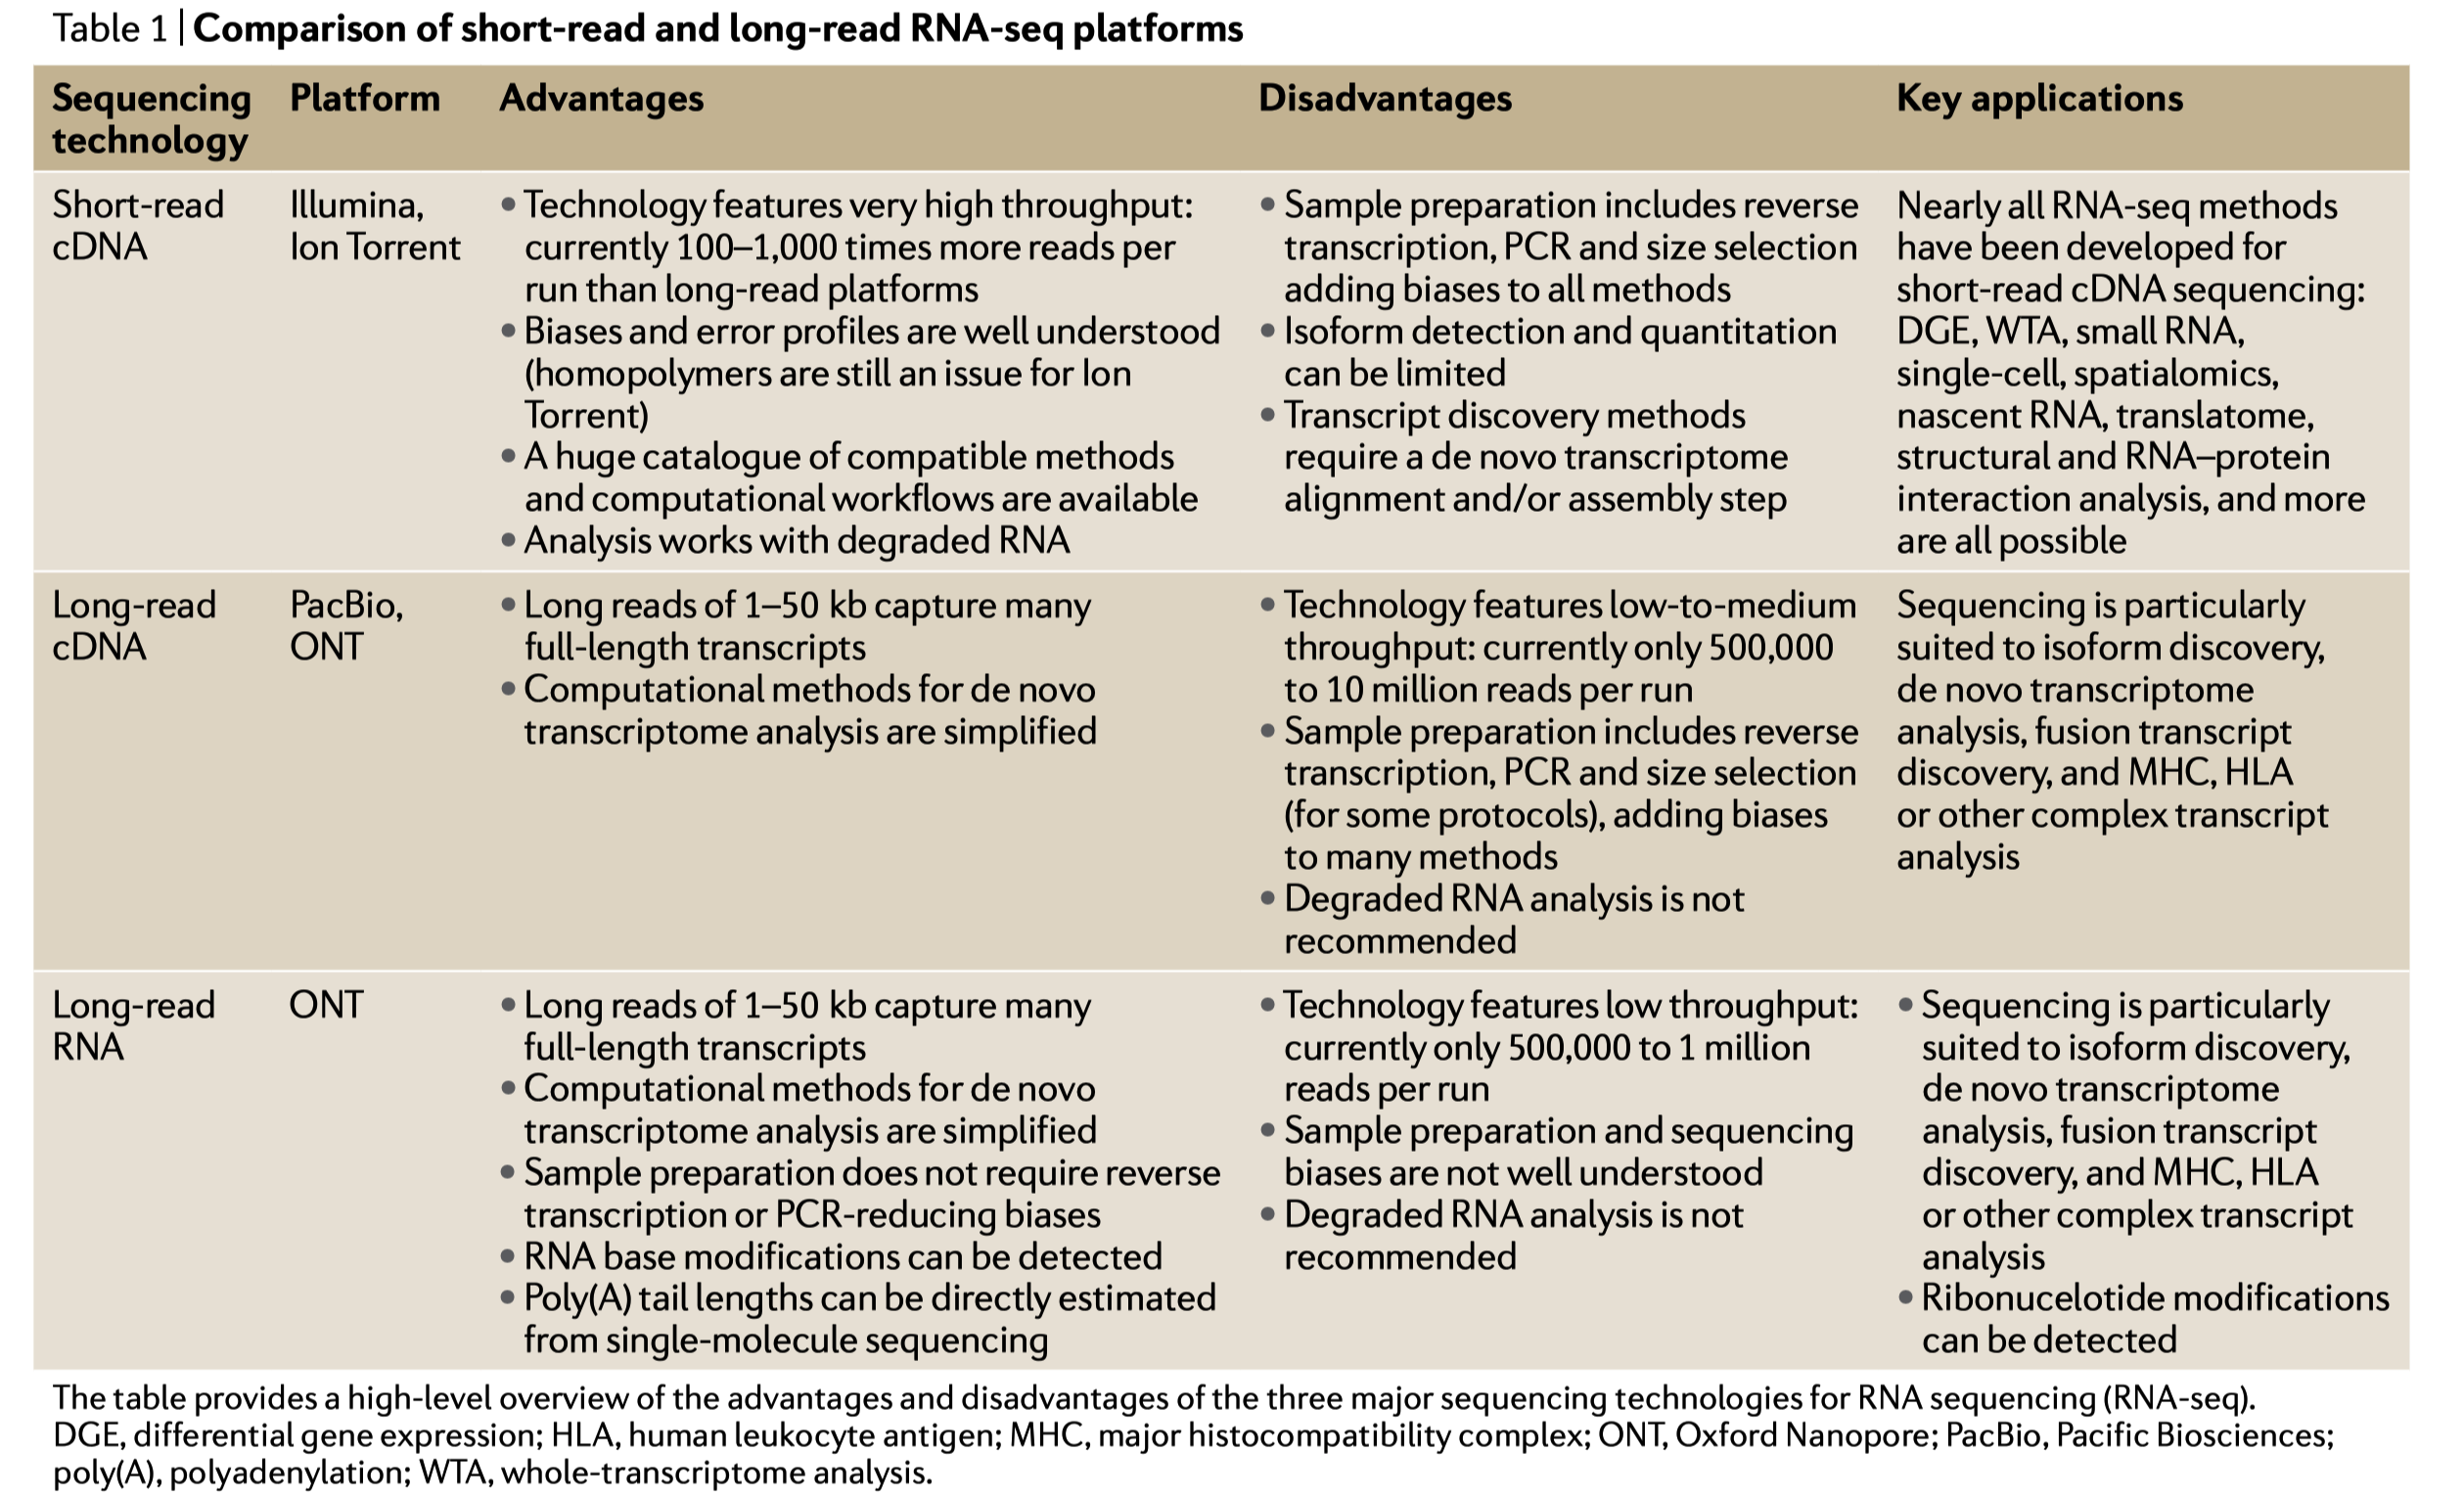 Table 1 | Comparison of short-read and long-read RNA-seq platforms
Sequencing technology
Platform
Advantages
Disadvantages
Key applications
Short-read
cDNA
Illumina,
Ion Torrent
• Technology features very high throughput:
currently 100–1,000 times more reads per
run than long-read platforms
• Biases and error profiles are well understood
(homopolymers are still an issue for Ion
Torrent)
• A huge catalogue of compatible methods
and computational workflows are available
• Analysis works with degraded RNA
• Sample preparation includes reverse
transcription, PCR and size selection
adding biases to all methods
• Isoform detection and quantitation
can be limited
• Transcript discovery methods
require a de novo transcriptome
alignment and/or assembly step
Nearly all RNA-seq methods
have been developed for
short-read cDNA sequencing:
DGE, WTA, small RNA,
single-cell, spatialomics,
nascent RNA, translatome,
structural and RNA–protein
interaction analysis, and more
are all possible
Long-read
cDNA
PacBio,
ONT
• Long reads of 1–50 kb capture many
full-length transcripts
• Computational methods for de novo
transcriptome analysis are simplified
• Technology features low-to-medium
throughput: currently only 500,000
to 10 million reads per run
• Sample preparation includes reverse
transcription, PCR and size selection
(for some protocols), adding biases
to many methods
• Degraded RNA analysis is not
recommended
Sequencing is particularly
suited to isoform discovery,
de novo transcriptome
analysis, fusion transcript
discovery, and MHC, HLA
or other complex transcript
analysis
Long-read
RNA
ONT
• Long reads of 1–50 kb capture many
full-length transcripts
• Computational methods for de novo
transcriptome analysis are simplified
• Sample preparation does not require reverse
transcription or PCR-reducing biases
• RNA base modifications can be detected
• Poly(A) tail lengths can be directly estimated
from single-molecule sequencing
• Technology features low throughput:
currently only 500,000 to 1 million
reads per run
• Sample preparation and sequencing
biases are not well understood
• Degraded RNA analysis is not
recommended
• Sequencing is particularly
suited to isoform discovery,
de novo transcriptome
analysis, fusion transcript
discovery, and MHC, HLA
or other complex transcript
analysis
• Ribonucelotide modifications
can be detected
The table provides a high-level overview of the advantages and disadvantages of the three major sequencing technologies for RNA sequencing (RNA-seq).
DGE, differential gene expression; HLA, human leukocyte antigen; MHC, major histocompatibility complex; ONT, Oxford Nanopore; PacBio, Pacific Biosciences;
poly(A), polyadenylation; WTA, whole-transcriptome analysis.